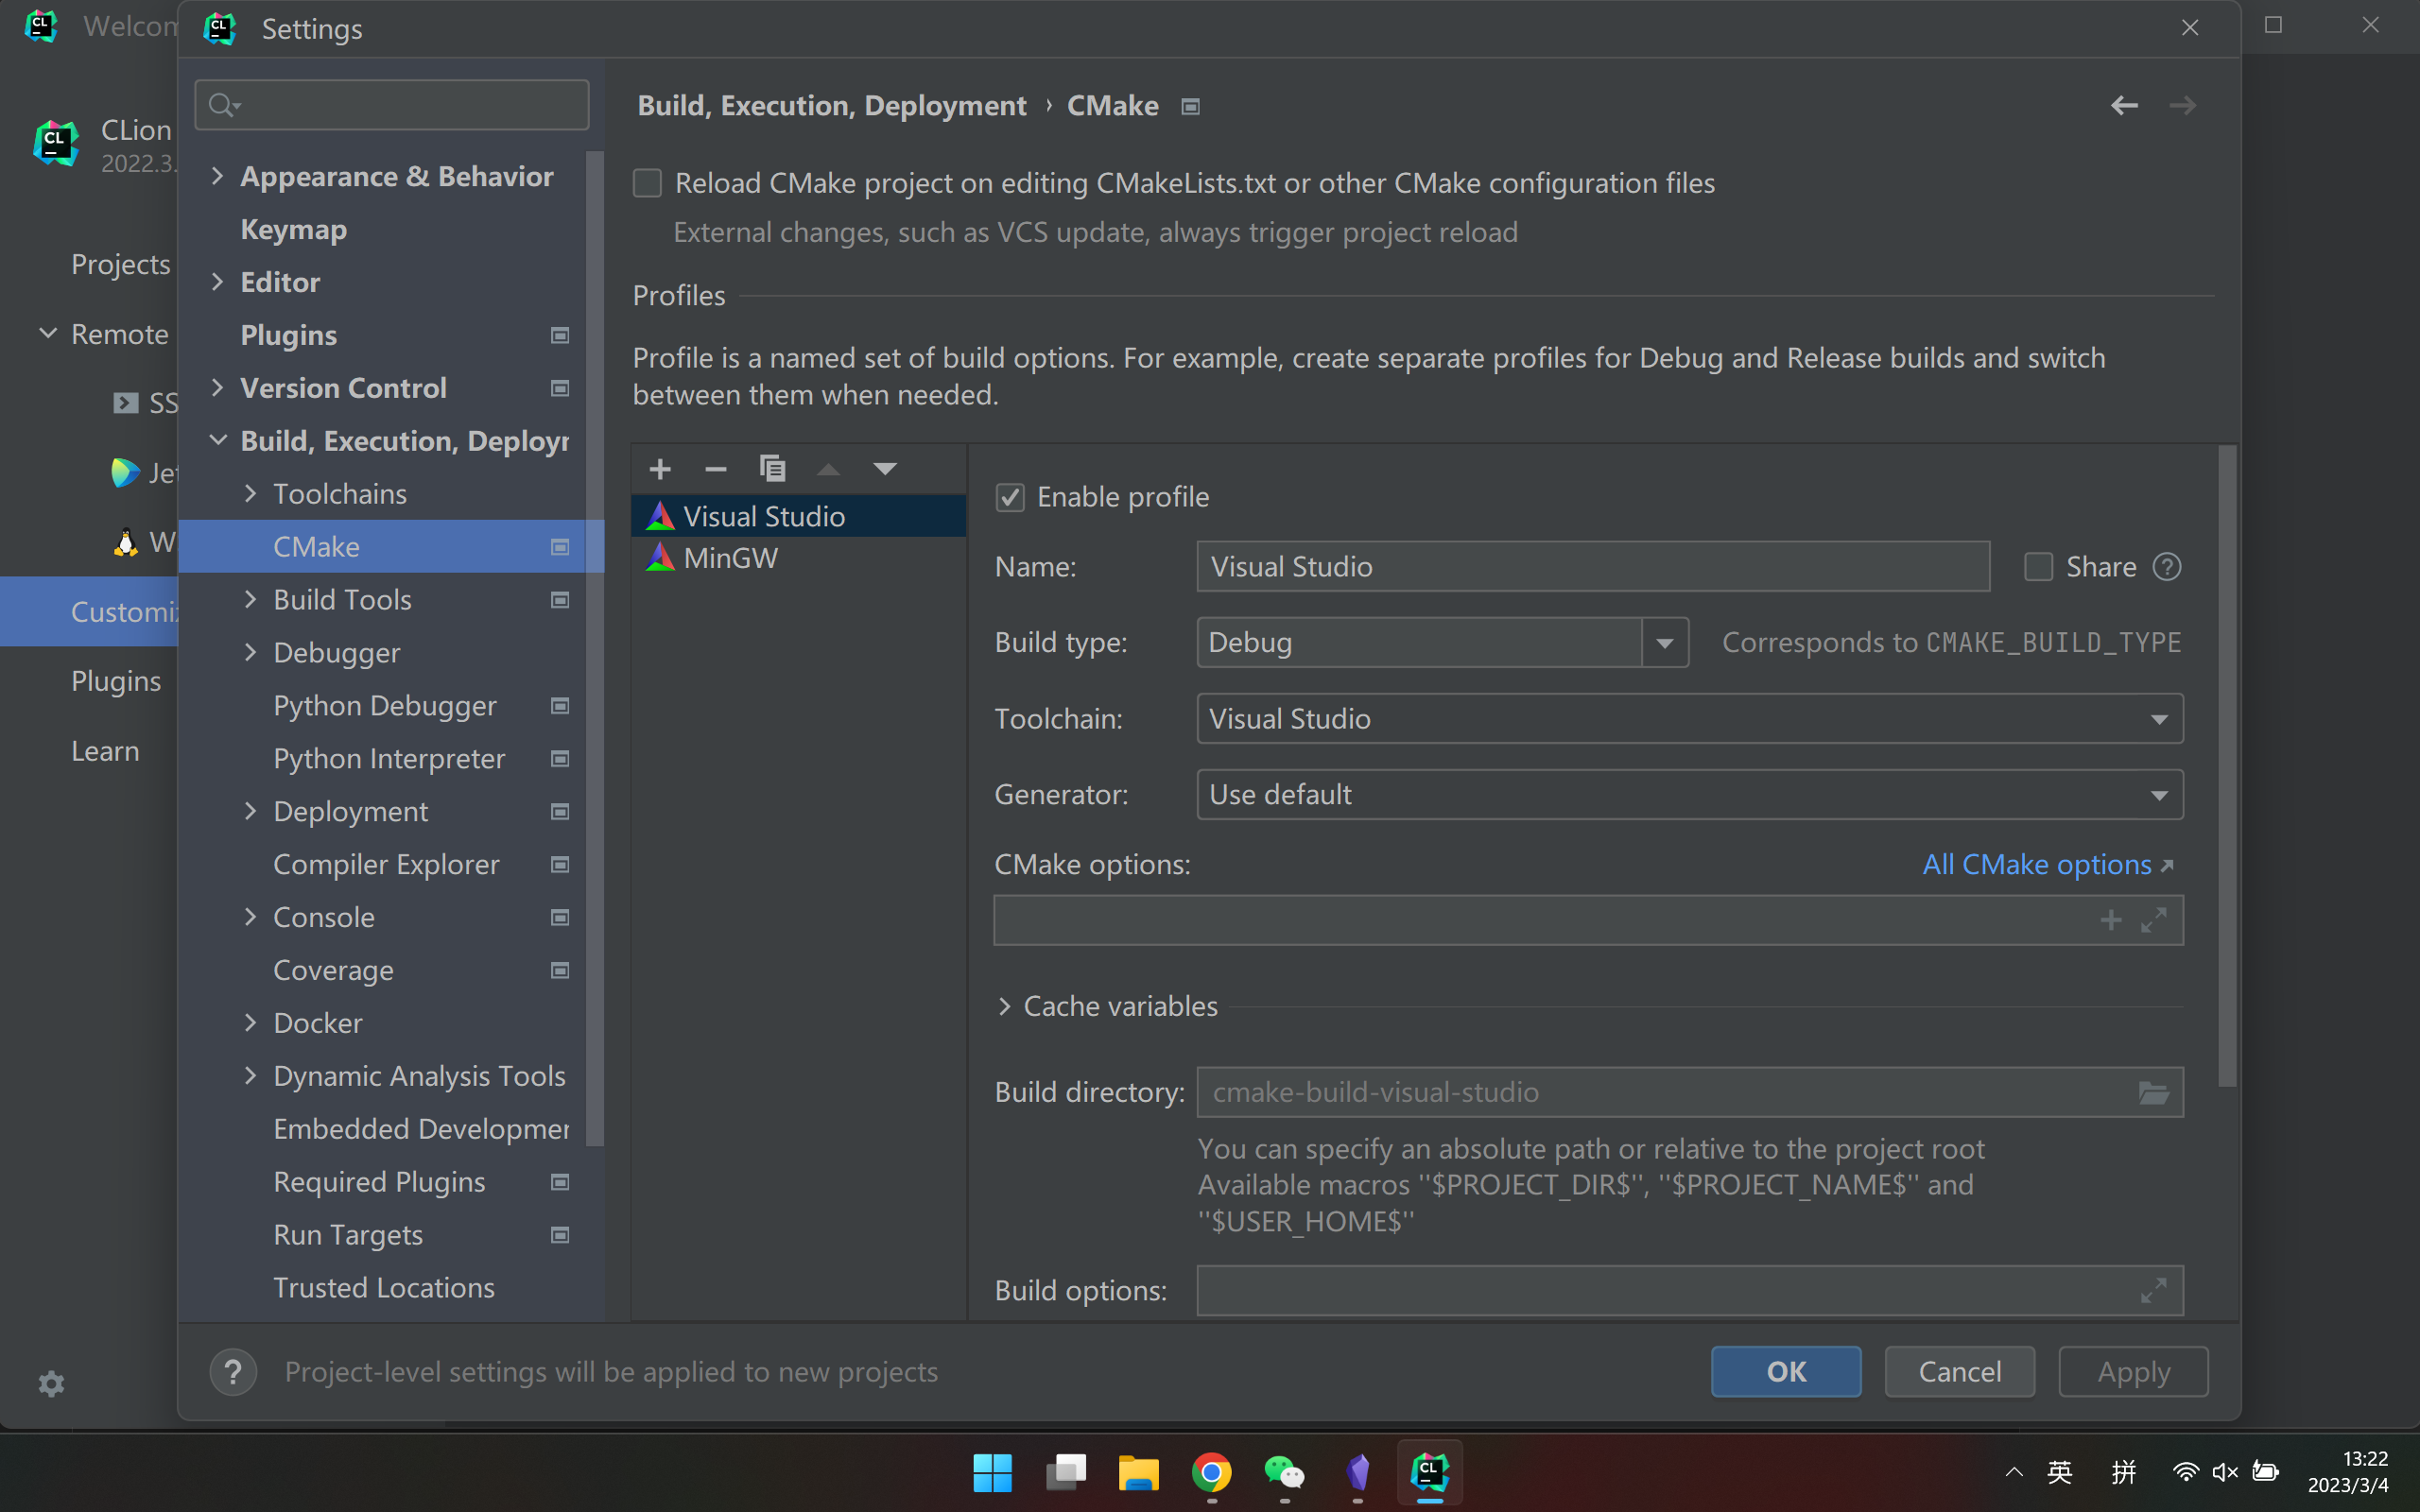 Welcom
CLion
2022.3.
Projects
Remote
SS
Jet
W
Customiz
Plugins
Learn
Settings
Appearance & Behavior
Keymap
Editor
Plugins
Version Control
Build, Execution, Deployr
Toolchains
CMake
Build Tools
Debugger
Python Debugger
Python Interpreter
Deployment
Compiler Explorer
Console
Coverage
Docker
Dynamic Analysis Tools
Embedded Developmer
Required Plugins
Run Targets
Trusted Locations
Build, Execution, Deployment › CMake
Reload CMake project on editing CMakeLists.txt or other CMake configuration files
External changes, such as VCS update, always trigger project reload
Profiles
Profile is a named set of build options. For example, create separate profiles for Debug and Release builds and switch
between them when needed.
Visual Studio
MinGW
Enable profile
Name: Visual Studio Share ?
Build type: Debug Corresponds to CMAKE_BUILD_TYPE
Toolchain: Visual Studio
Generator: Use default
CMake options: All CMake options
Cache variables
Build directory: cmake-build-visual-studio
You can specify an absolute path or relative to the project root
Available macros "$PROJECT_DIR$", "$PROJECT_NAME$" and
"$USER_HOME$"
Build options:
? Project-level settings will be applied to new projects
OK Cancel Apply
英 拼 13:22
2023/3/4